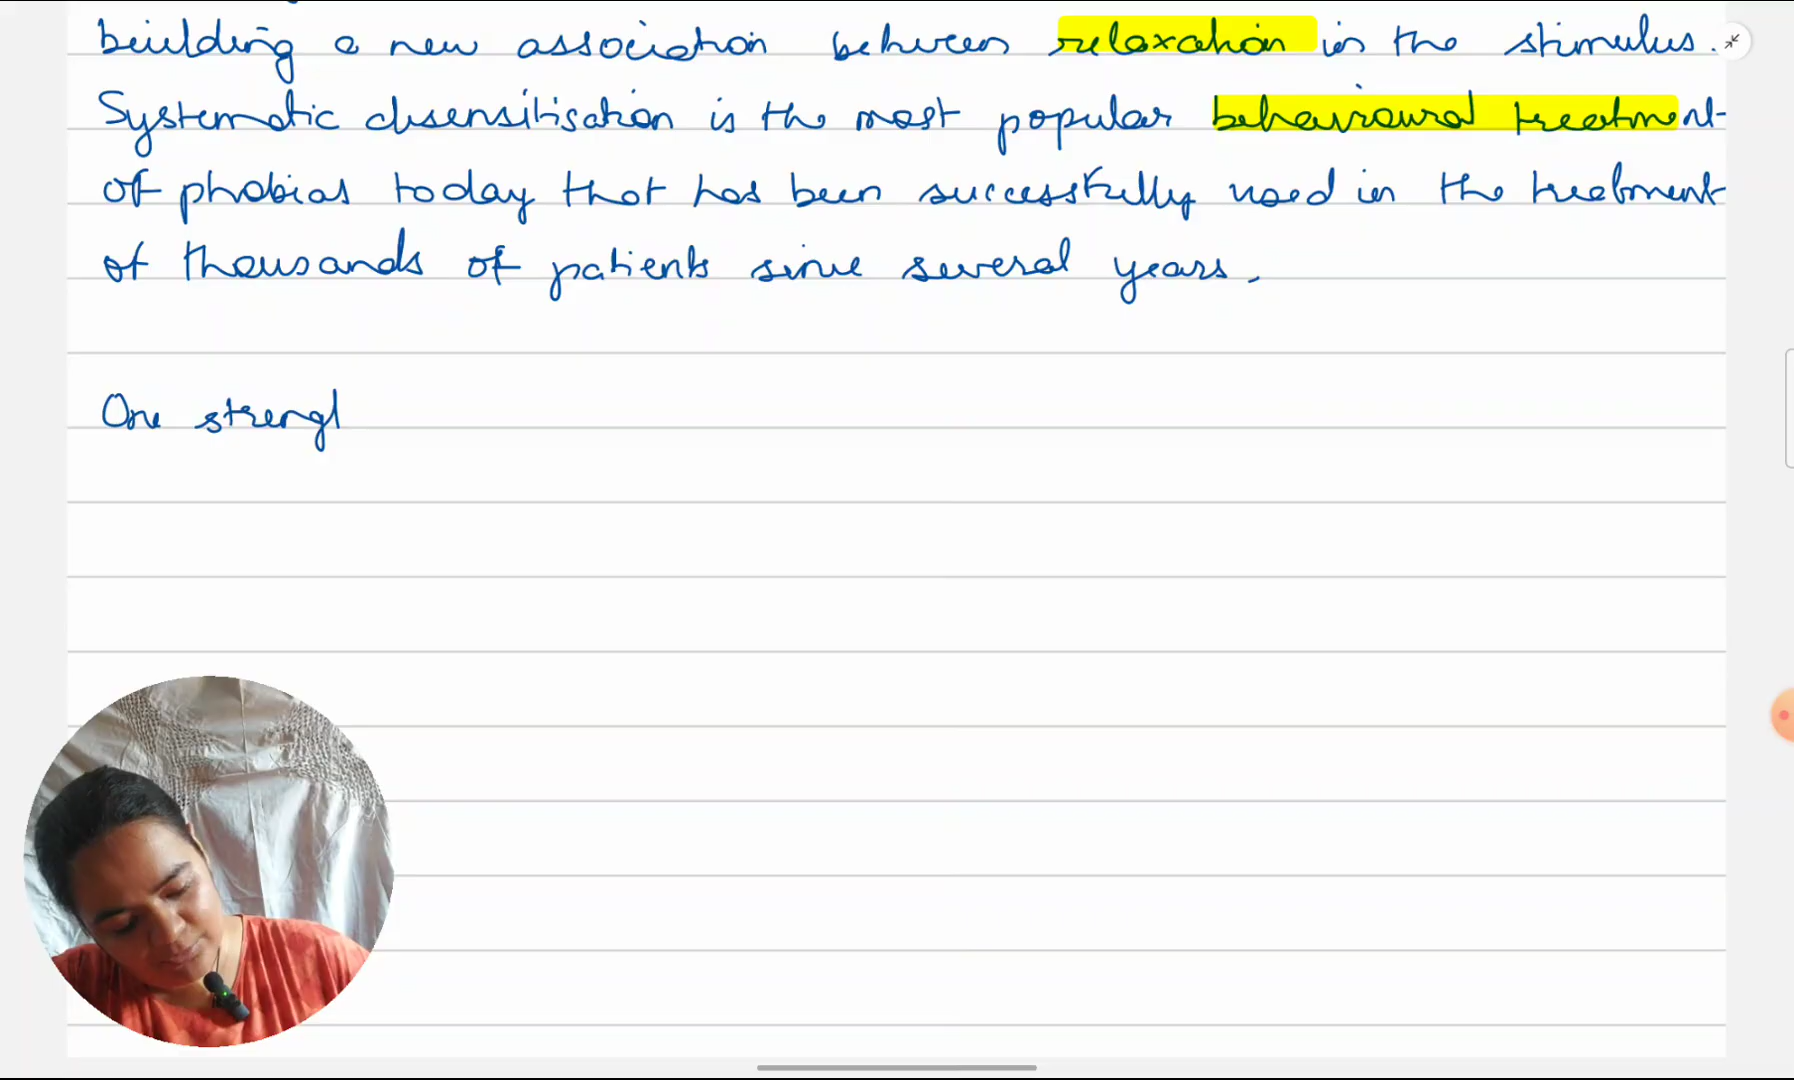 building a new association between relaxation in the stimulus.
Systematic desensitisation is the most popular behavioural treatment
of phobias today that has been successfully used in the treatment
of thousands of patients since several years.
One strengl